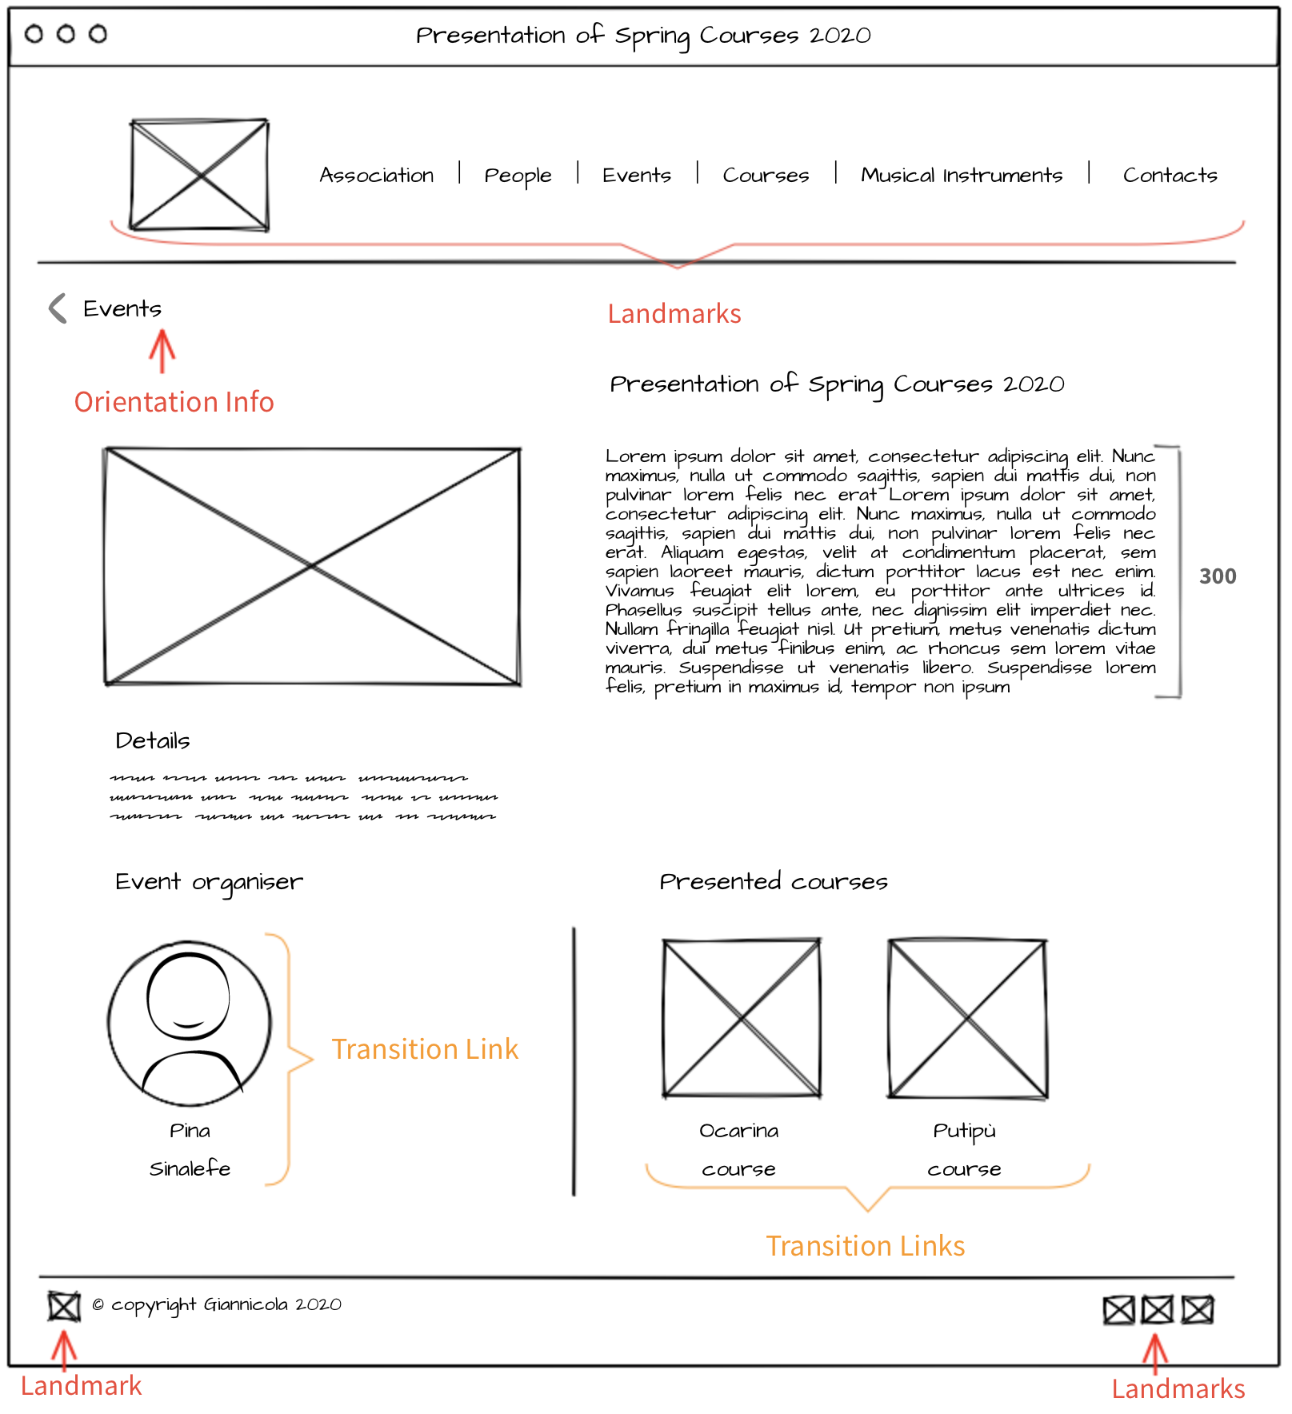 Presentation of Spring Courses 2020
Association | People | Events | Courses | Musical Instruments | Contacts
Events
Landmarks
Orientation Info
Presentation of Spring Courses 2020
Lorem ipsum dolor sit amet, consectetur adipiscing elit. Nunc
maximus, nulla ut commodo sagittis, sapien dui mattis dui, non
pulvinar lorem felis nec erat Lorem ipsum dolor sit amet,
consectetur adipiscing elit. Nunc maximus, nulla ut commodo
sagittis, sapien dui mattis dui, non pulvinar lorem felis nec
erat. Aliquam egestas, velit at condimentum placerat, sem
sapien laoreet mauris, dictum porttitor lacus est nec enim.
Vivamus feugiat elit lorem, eu porttitor ante ultrices id.
Phasellus suscipit tellus ante, nec dignissim elit imperdiet nec.
Nullam fringilla feugiat nisl. Ut pretium, metus venenatis dictum
viverra, dui metus finibus enim, ac rhoncus sem lorem vitae
mauris. Suspendisse ut venenatis libero. Suspendisse lorem
felis, pretium in maximus id, tempor non ipsum
300
Details
Event organiser
Presented courses
Transition Link
Pina
Sinalefe
Ocarina
course
Putipù
course
Transition Links
© copyright Giannicola 2020
Landmark
Landmarks